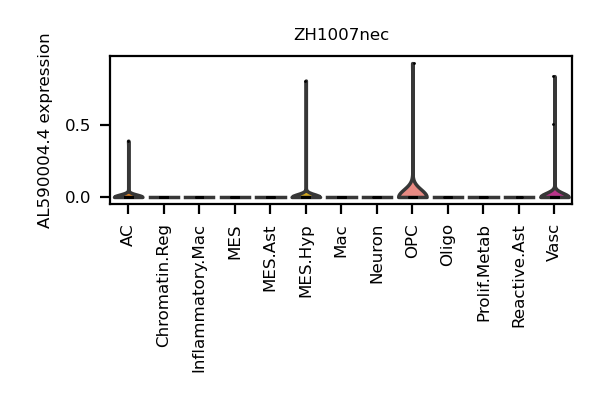 ZH1007nec
AL590004.4 expression
0.5
0.0
AC
Chromatin.Reg
Inflammatory.Mac
MES
MES.Ast
MES.Hyp
Mac
Neuron
OPC
Oligo
Prolif.Metab
Reactive.Ast
Vasc